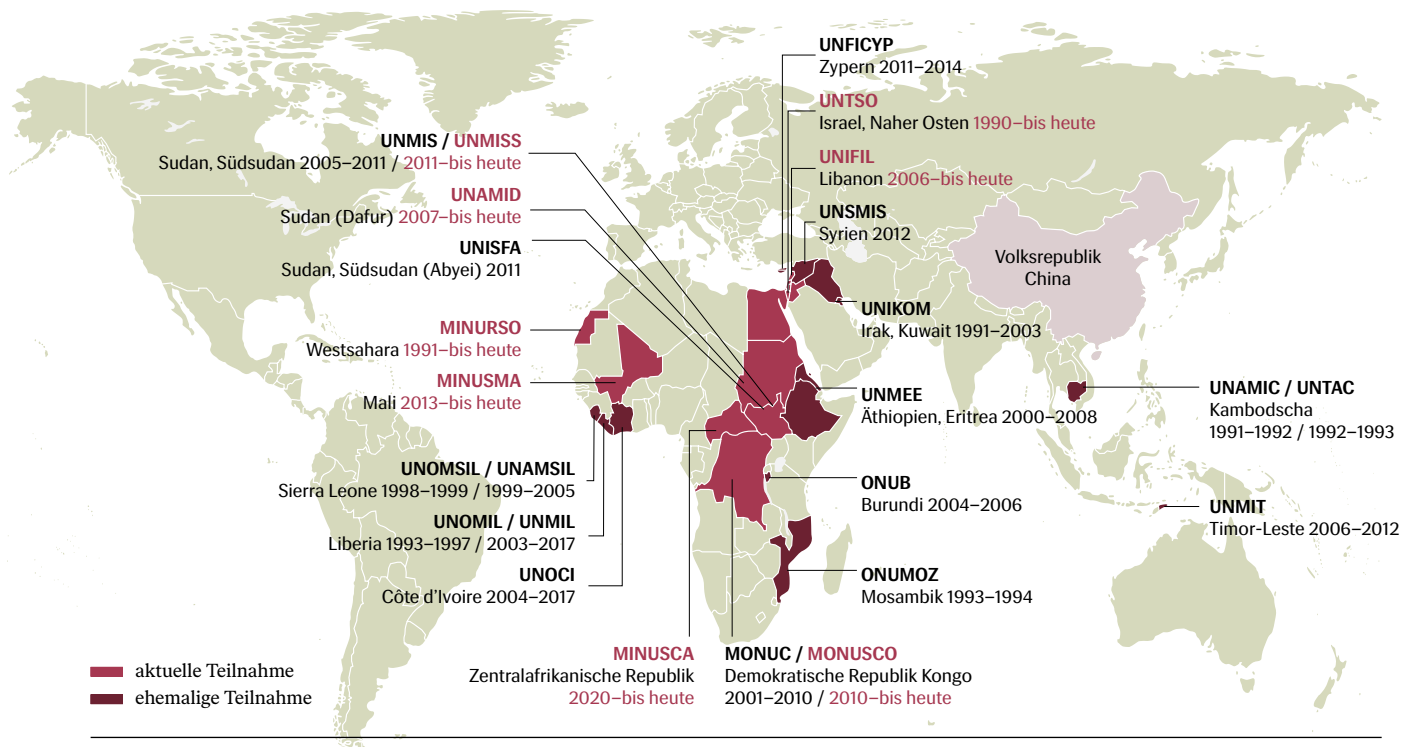 UNFICYP
Zypern 2011–2014
UNTSO
Israel, Naher Osten 1990–bis heute
UNIFIL
Libanon 2006–bis heute
UNSMIS
Syrien 2012
UNMIS / UNMISS
Sudan, Südsudan 2005–2011 / 2011–bis heute
UNAMID
Sudan (Dafur) 2007–bis heute
UNISFA
Sudan, Südsudan (Abyei) 2011
Volksrepublik
China
UNIKOM
Irak, Kuwait 1991–2003
MINURSO
Westsahara 1991–bis heute
MINUSMA
Mali 2013–bis heute
UNMEE
Äthiopien, Eritrea 2000–2008
UNAMIC / UNTAC
Kambodscha
1991–1992 / 1992–1993
UNOMSIL / UNAMSIL
Sierra Leone 1998–1999 / 1999–2005
ONUB
Burundi 2004–2006
UNMIT
Timor-Leste 2006–2012
UNOMIL / UNMIL
Liberia 1993–1997 / 2003–2017
UNOCI
Côte d'Ivoire 2004–2017
ONUMOZ
Mosambik 1993–1994
MINUSCA
Zentralafrikanische Republik
2020–bis heute
MONUC / MONUSCO
Demokratische Republik Kongo
2001–2010 / 2010–bis heute
aktuelle Teilnahme
ehemalige Teilnahme